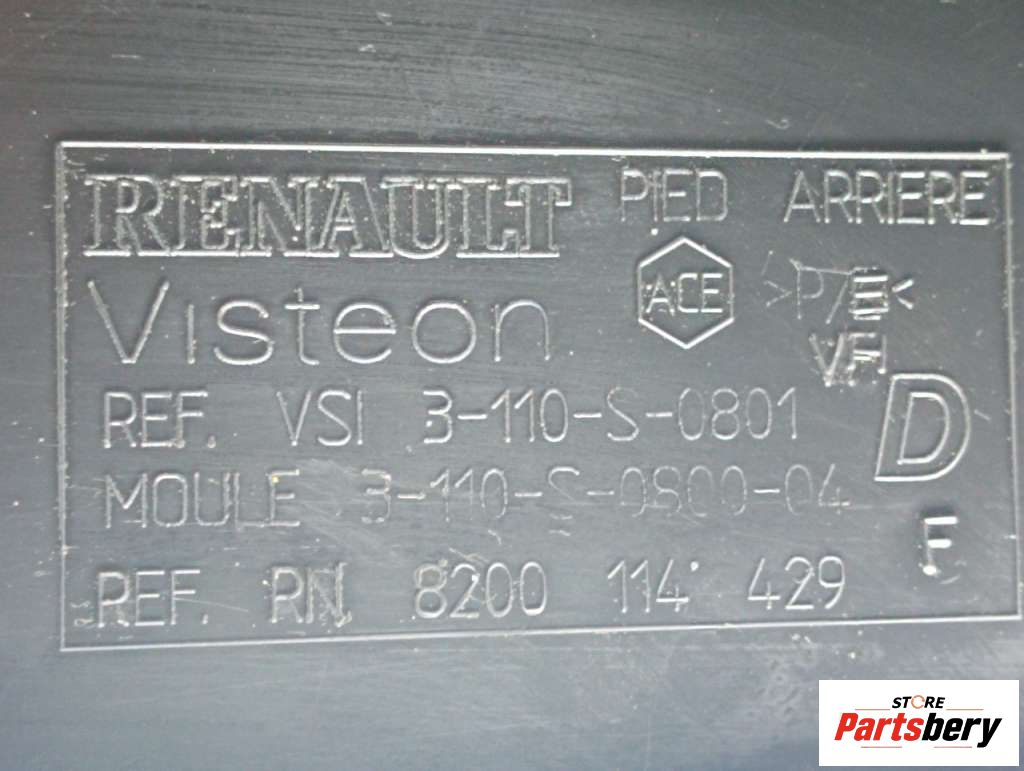 RENAULT PIED ARRIERE
Visteon ACE
REF. VSI 3-110-S-0801 D
MOULE 3-110-S-0800-04
REF. RN. 8200 114 429
STORE
Partsbery